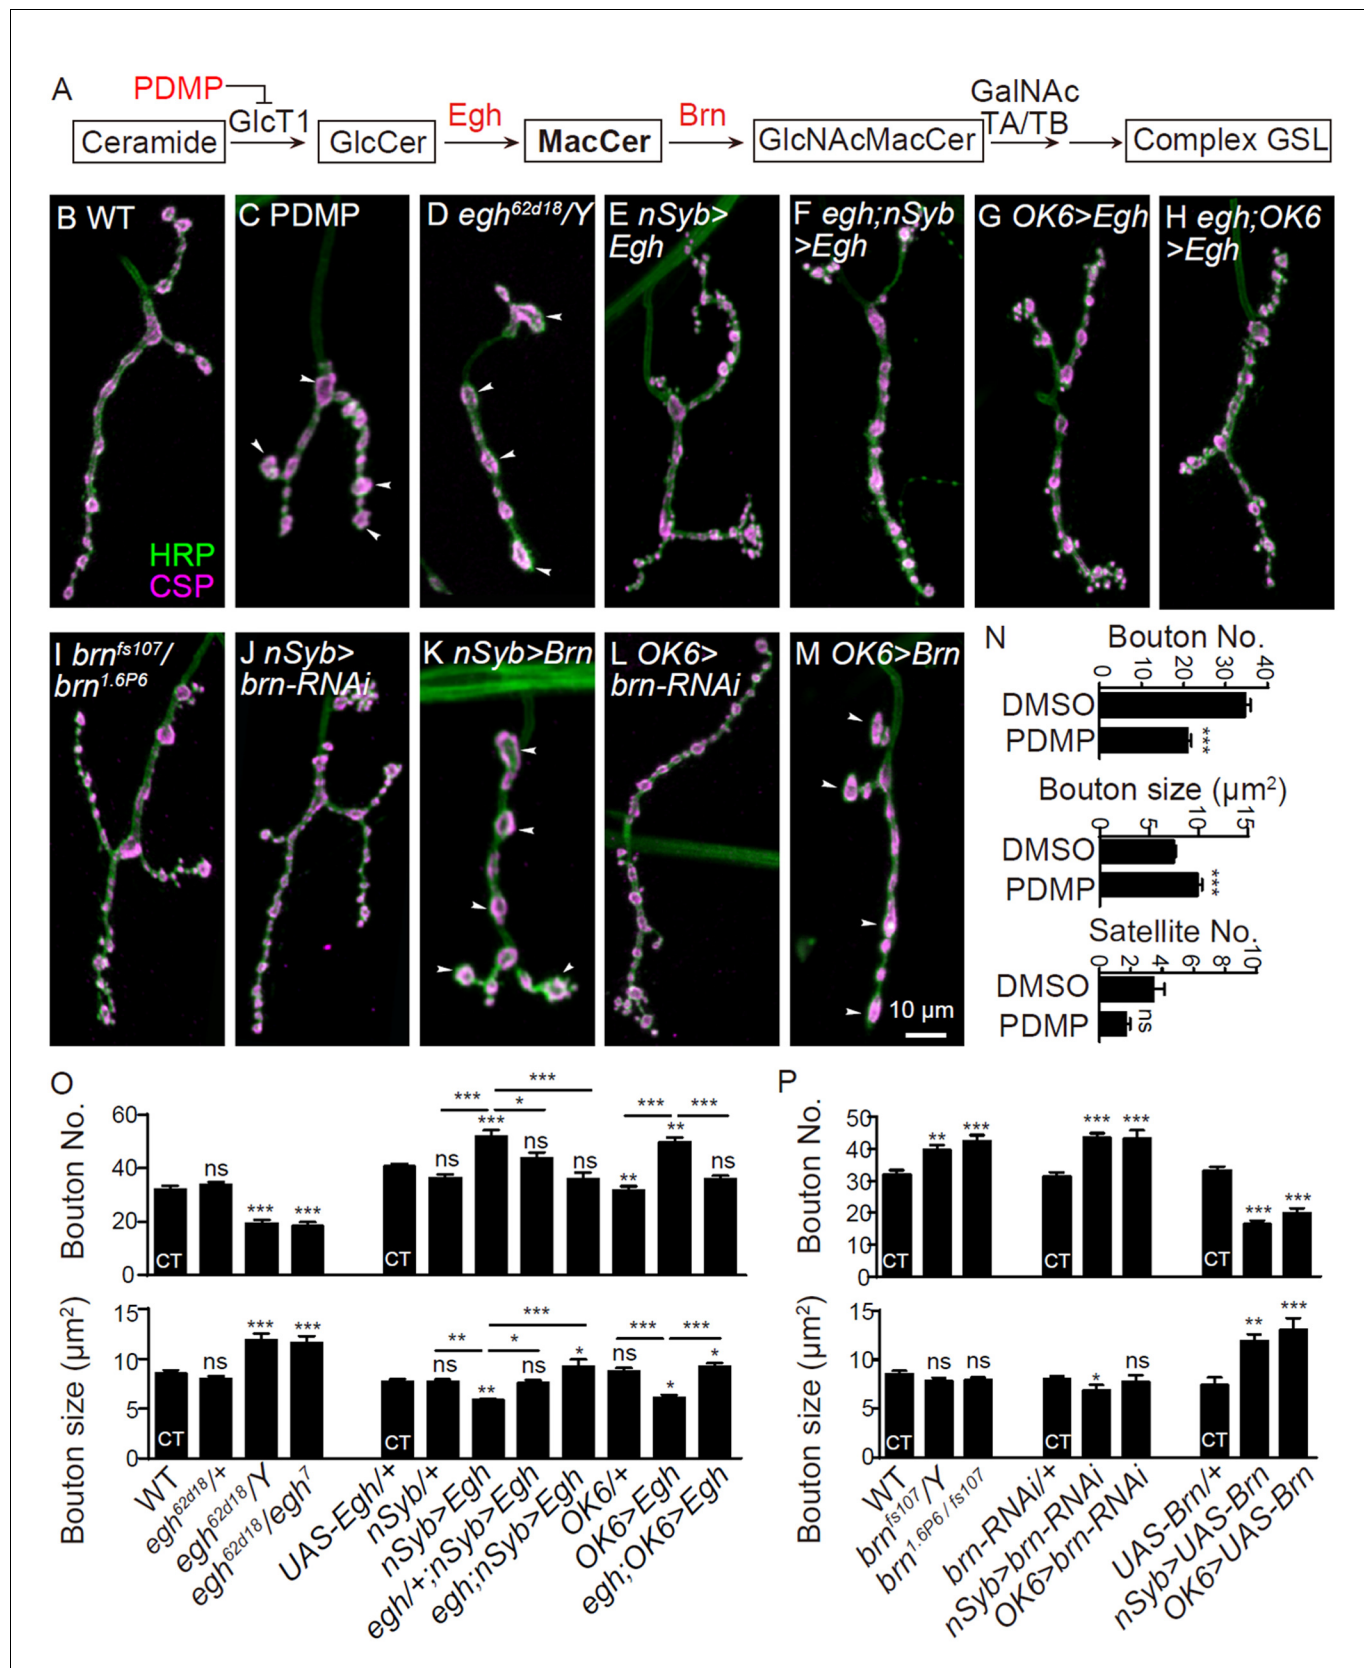 A
PDMP
GlcT1
Egh
Brn
GalNAc
TA/TB
Ceramide
GlcCer
MacCer
GlcNAcMacCer
Complex GSL
B WT
HRP
CSP
C PDMP
D egh62d18/Y
E nSyb>
Egh
F egh;nSyb
>Egh
G OK6>Egh
H egh;OK6
>Egh
I brnfs107/
brn1.6P6
J nSyb>
brn-RNAi
K nSyb>Brn
L OK6>
brn-RNAi
M OK6>Brn
10 µm
N
Bouton No.
0 10 20 30 40
DMSO
PDMP ***
Bouton size (µm2)
0 5 10 15
DMSO
PDMP ***
Satellite No.
0 2 4 6 8 10
DMSO
PDMP ns
O
Bouton No.
60
40
20
0
CT ns *** ***
CT ns *** ns ns ** ** ns
*** *** * *** ***
Bouton size (µm2)
15
10
5
0
CT ns *** ***
CT ns ** ns * ns * *
** *** * *** ***
WT
egh62d18/+
egh62d18/Y
egh62d18/egh7
UAS-Egh/+
nSyb/+
nSyb>Egh
egh/+;nSyb>Egh
egh;nSyb>Egh
OK6/+
OK6>Egh
egh;OK6>Egh
P
Bouton No.
50
40
30
20
10
0
CT ** ***
CT *** ***
CT *** ***
Bouton size (µm2)
15
10
5
0
CT ns ns
CT * ns
CT ** ***
WT
brnfs107/Y
brn1.6P6/fs107
brn-RNAi/+
nSyb>brn-RNAi
OK6>brn-RNAi
UAS-Brn/+
nSyb>UAS-Brn
OK6>UAS-Brn